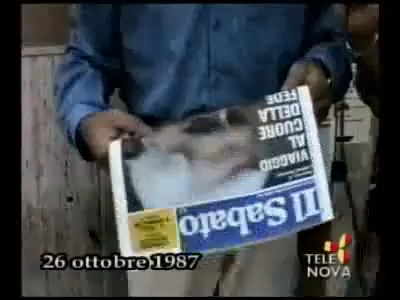 VIAGGIO
AL
CUORE
DELLA
FEDE
Il Sabato
26 ottobre 1987
TELE
NOVA